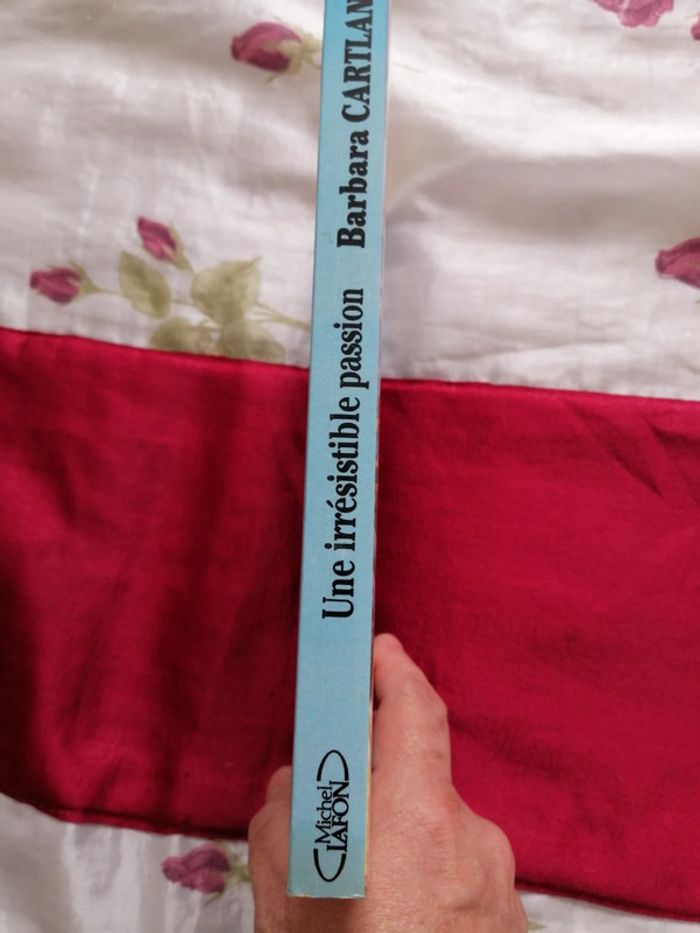 Une irrésistible passion Barbara CARTLAN
Michel
LAFON